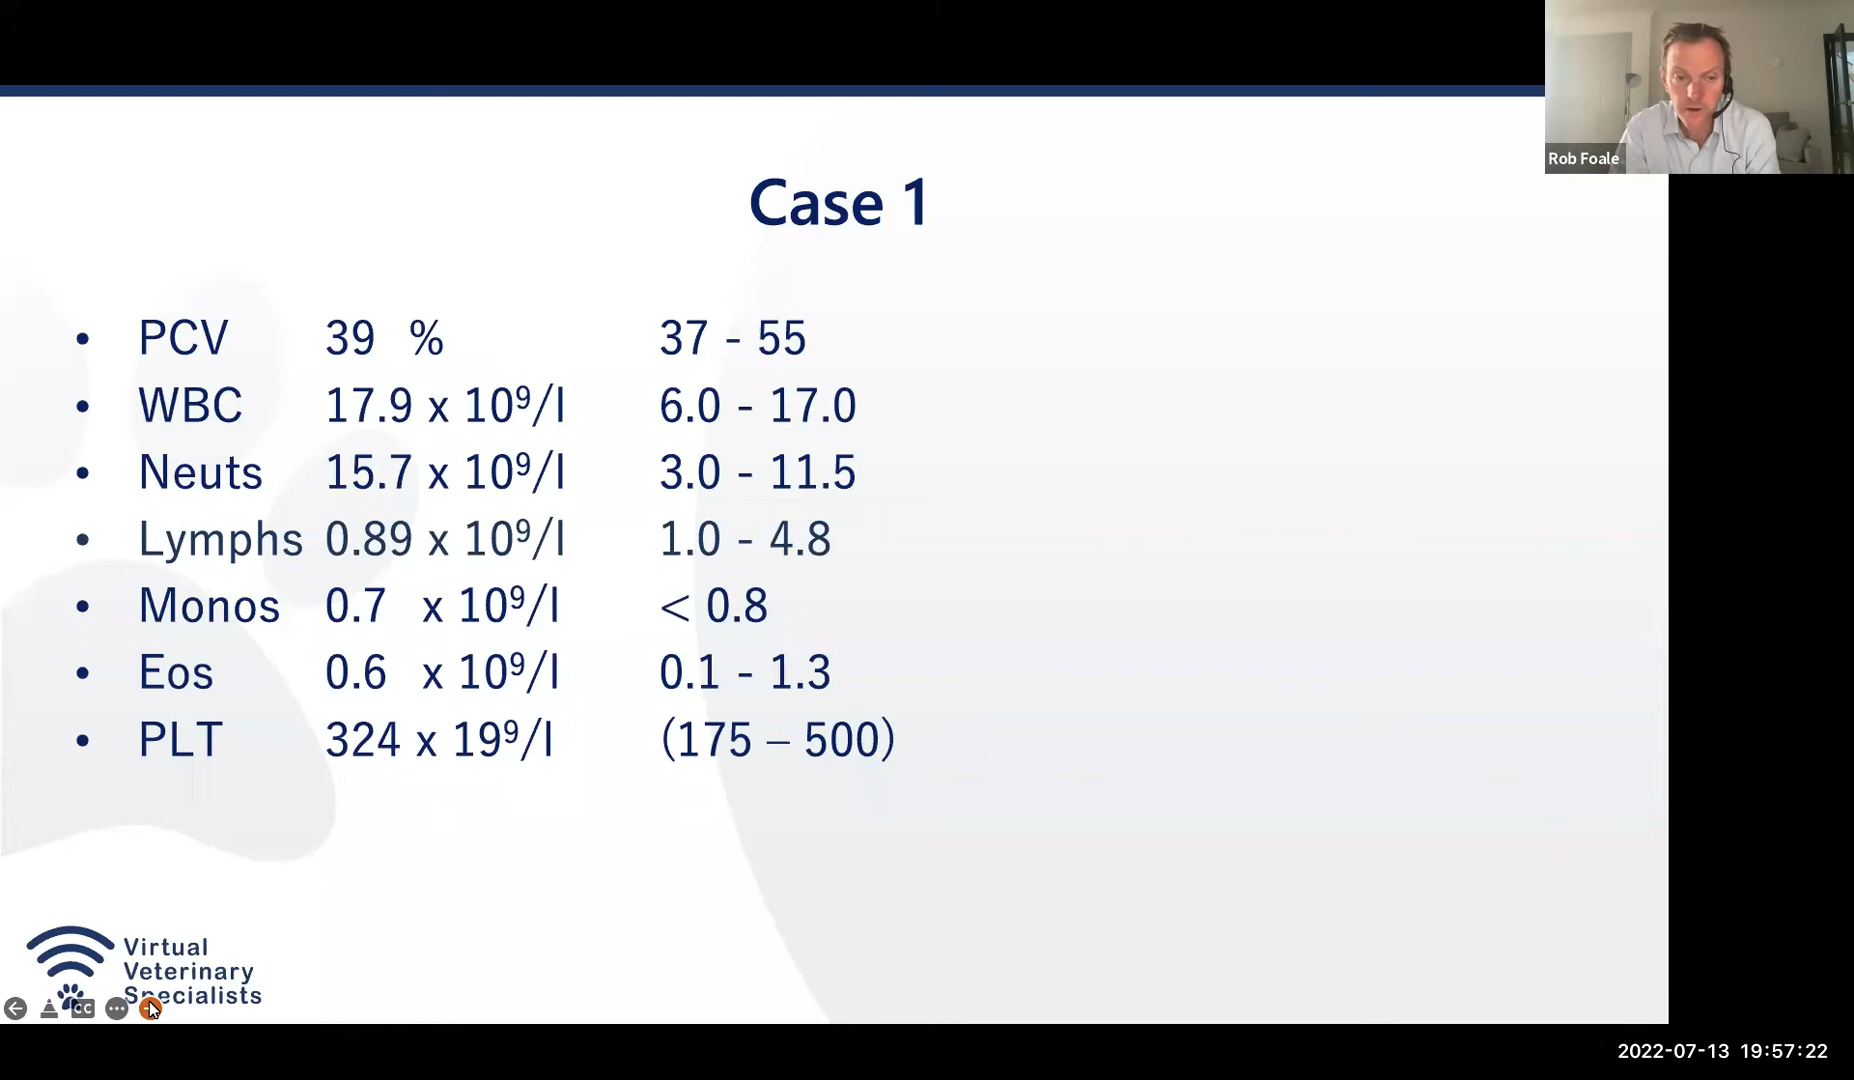 Rob Foale
Case 1
• PCV 39 % 37 - 55
• WBC 17.9 x 10⁹/l 6.0 - 17.0
• Neuts 15.7 x 10⁹/l 3.0 - 11.5
• Lymphs 0.89 x 10⁹/l 1.0 - 4.8
• Monos 0.7 x 10⁹/l < 0.8
• Eos 0.6 x 10⁹/l 0.1 - 1.3
• PLT 324 x 19⁹/l (175 – 500)
Virtual
Veterinary
Specialists
CC
2022-07-13 19:57:22